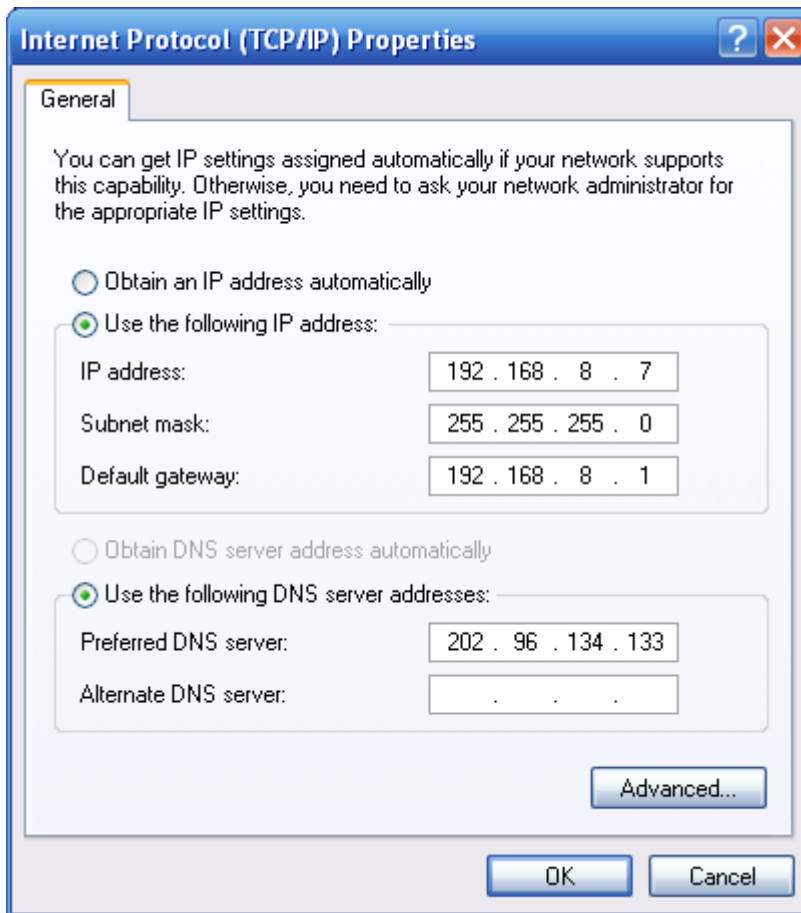 Internet Protocol (TCP/IP) Properties
General
You can get IP settings assigned automatically if your network supports
this capability. Otherwise, you need to ask your network administrator for
the appropriate IP settings.
Obtain an IP address automatically
Use the following IP address:
IP address: 192 . 168 . 8 . 7
Subnet mask: 255 . 255 . 255 . 0
Default gateway: 192 . 168 . 8 . 1
Obtain DNS server address automatically
Use the following DNS server addresses:
Preferred DNS server: 202 . 96 . 134 . 133
Alternate DNS server: . . .
Advanced...
OK Cancel